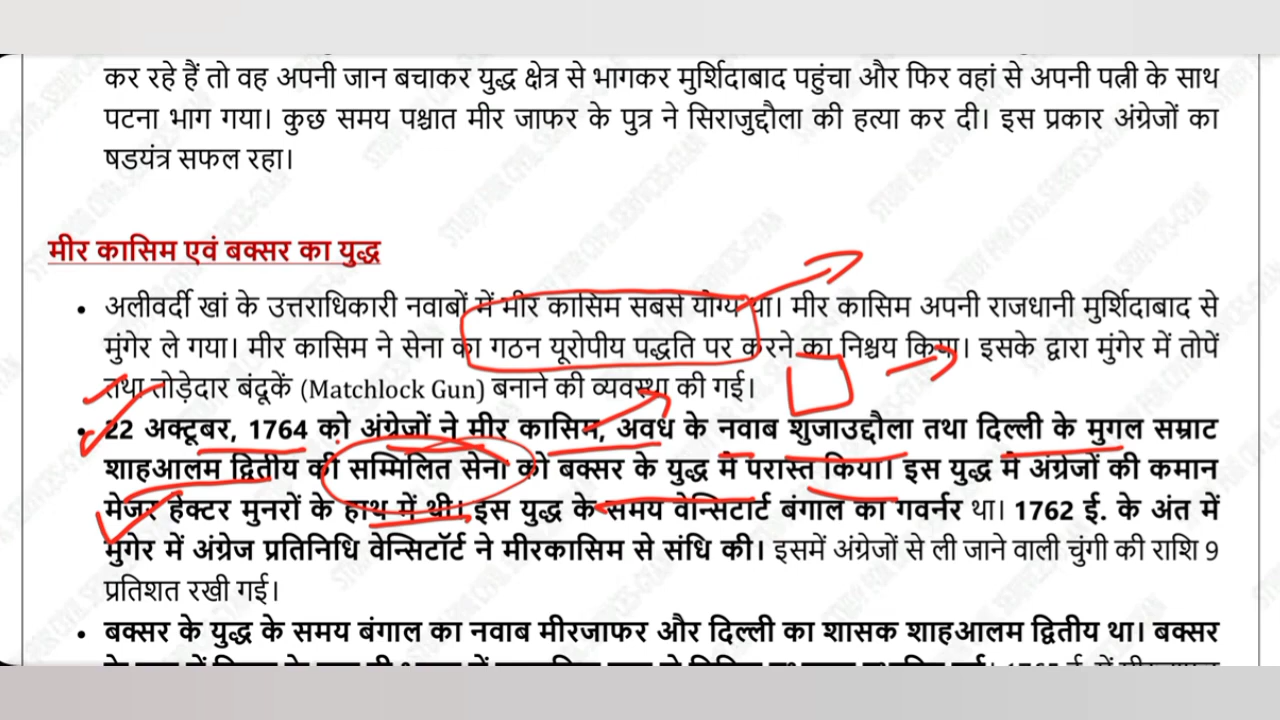 कर रहे हैं तो वह अपनी जान बचाकर युद्ध क्षेत्र से भागकर मुर्शिदाबाद पहुंचा और फिर वहां से अपनी पत्नी के साथ
पटना भाग गया। कुछ समय पश्चात मीर जाफर के पुत्र ने सिराजुद्दौला की हत्या कर दी। इस प्रकार अंग्रेजों का
षडयंत्र सफल रहा।
मीर कासिम एवं बक्सर का युद्ध
• अलीवर्दी खां के उत्तराधिकारी नवाबों में मीर कासिम सबसे योग्य था। मीर कासिम अपनी राजधानी मुर्शिदाबाद से
मुंगेर ले गया। मीर कासिम ने सेना का गठन यूरोपीय पद्धति पर करने का निश्चय किया। इसके द्वारा मुंगेर में तोपें
तथा तोड़ेदार बंदूकें (Matchlock Gun) बनाने की व्यवस्था की गई।
• 22 अक्टूबर, 1764 को अंग्रेजों ने मीर कासिम, अवध के नवाब शुजाउद्दौला तथा दिल्ली के मुगल सम्राट
शाहआलम द्वितीय की सम्मिलित सेना को बक्सर के युद्ध में परास्त किया। इस युद्ध में अंग्रेजों की कमान
मेजर हेक्टर मुनरों के हाथ में थी। इस युद्ध के समय वेन्सिटार्ट बंगाल का गवर्नर था। 1762 ई. के अंत में
मुंगेर में अंग्रेज प्रतिनिधि वेन्सिटॉर्ट ने मीरकासिम से संधि की। इसमें अंग्रेजों से ली जाने वाली चुंगी की राशि 9
प्रतिशत रखी गई।
• बक्सर के युद्ध के समय बंगाल का नवाब मीरजाफर और दिल्ली का शासक शाहआलम द्वितीय था। बक्सर